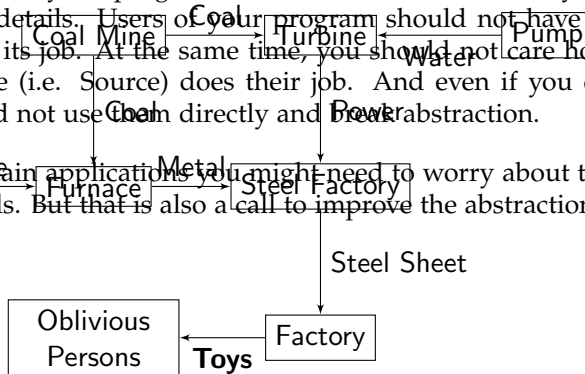 Coal
details. Users of your program should not have
Coal Mine Turbine Pump
its job. At the same time, you should not care
Water
e (i.e. Source) does their job. And even if you
Coal Power
d not use them directly and break abstraction.
ain applications you might need to worry about
Metal
Furnace Steel Factory
ls. But that is also a call to improve the abstraction
Steel Sheet
Oblivious
Persons
Factory
Toys